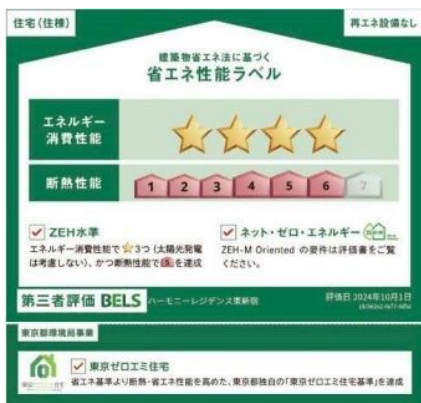 住宅(住棟)
再エネ設備なし
建築物省エネ法に基づく
省エネ性能ラベル
エネルギー
消費性能
断熱性能
1 2 3 4 5 6 7
ZEH水準
エネルギー消費性能で★3つ(太陽光発電
は考慮しない)、かつ断熱性能で5を達成
ネット・ゼロ・エネルギー
ZEH-M Oriented の要件は評価書をご覧
ください。
第三者評価 BELS
ハーモニーレジデンス東新宿
評価日 2024年10月1日
東京都環境局事業
東京ゼロエミ住宅
東京ゼロエミ住宅
省エネ基準より断熱・省エネ性能を高めた、東京都独自の「東京ゼロエミ住宅基準」を達成